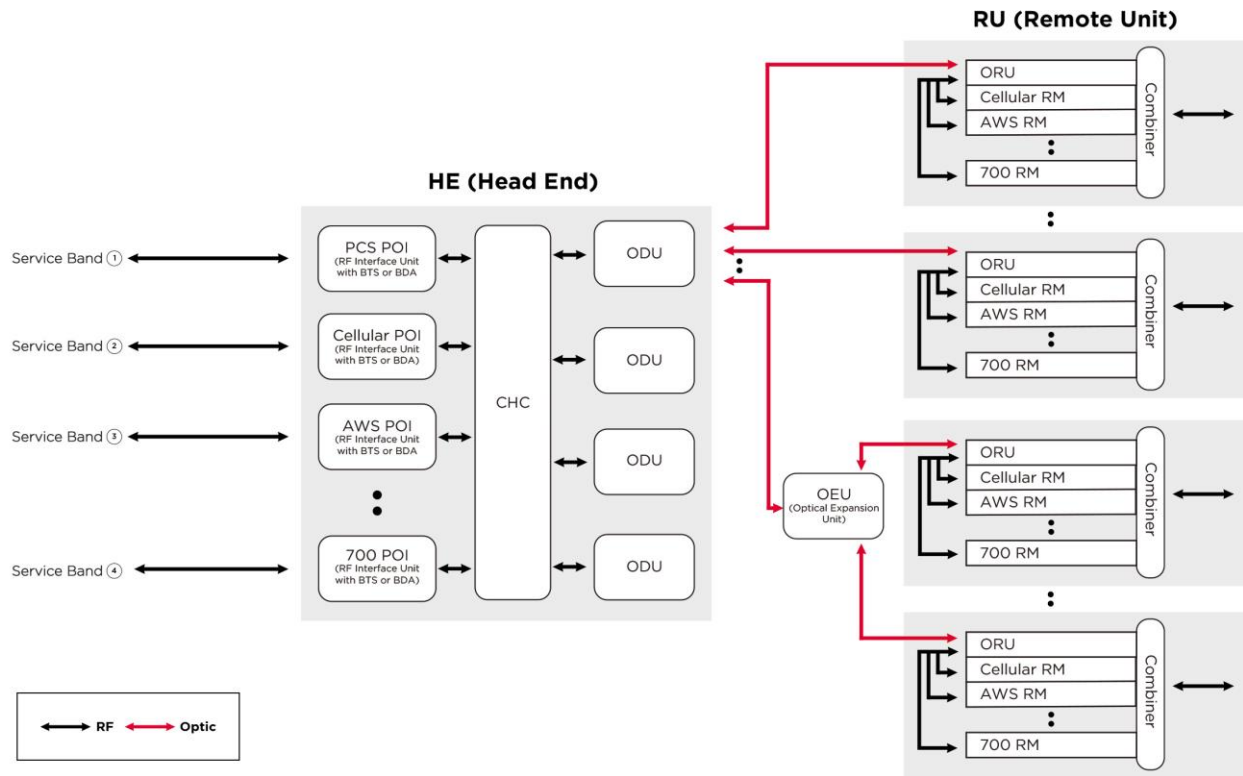 RU (Remote Unit)
ORU
Cellular RM
AWS RM
700 RM
Combiner
HE (Head End)
Service Band ①
PCS POI
(RF Interface Unit
with BTS or BDA)
ODU
ORU
Cellular RM
AWS RM
700 RM
Combiner
Service Band ②
Cellular POI
(RF Interface Unit
with BTS or BDA)
ODU
CHC
Service Band ③
AWS POI
(RF Interface Unit
with BTS or BDA
ODU
OEU
(Optical Expansion
Unit)
ORU
Cellular RM
AWS RM
700 RM
Combiner
Service Band ④
700 POI
(RF Interface Unit
with BTS or BDA)
ODU
ORU
Cellular RM
AWS RM
700 RM
Combiner
RF
Optic